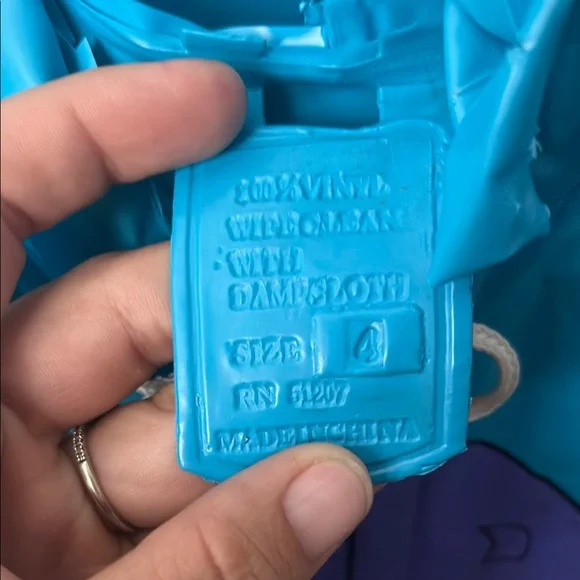 100% VINYL
WIPE CLEAN
WITH
DAMP CLOTH
SIZE 4
RN 51207
MADE IN CHINA